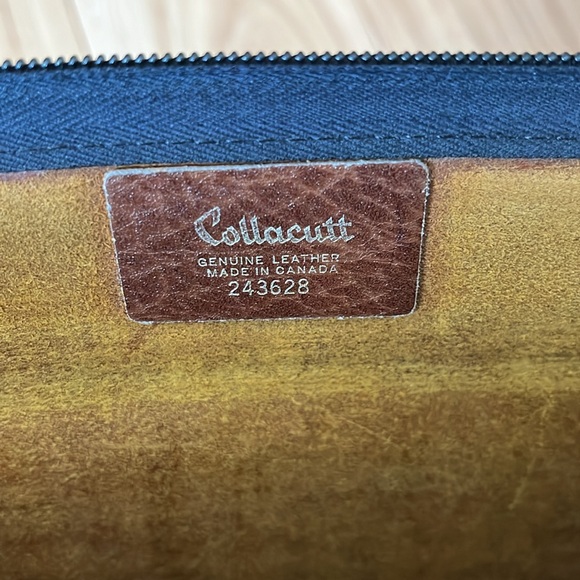 Collacutt
GENUINE LEATHER
MADE IN CANADA
243628